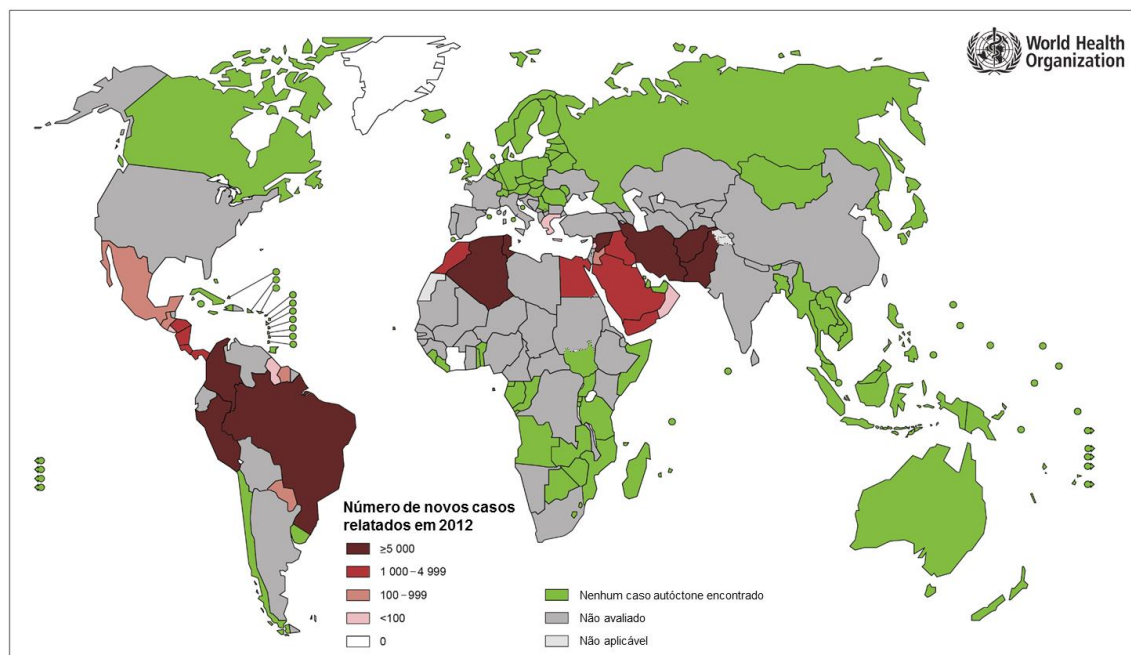 World Health
Organization
Número de novos casos
relatados em 2012
≥5 000
1 000–4 999
100–999
<100
0
Nenhum caso autóctone encontrado
Não avaliado
Não aplicável